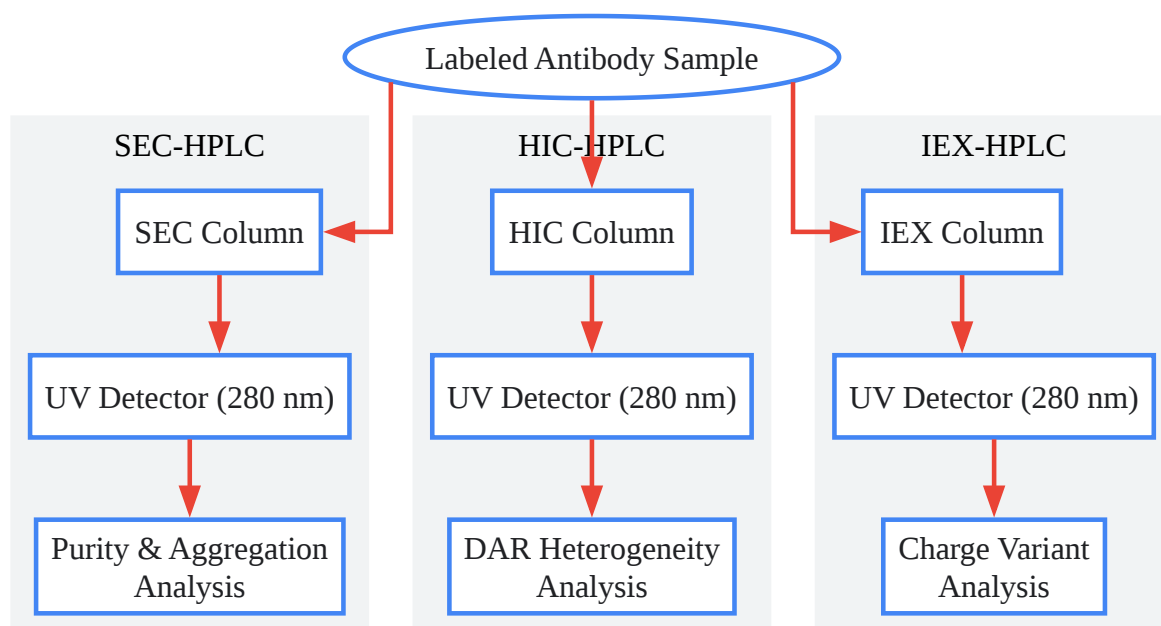 Labeled Antibody Sample
SEC-HPLC
SEC Column
UV Detector (280 nm)
Purity & Aggregation
Analysis
HIC-HPLC
HIC Column
UV Detector (280 nm)
DAR Heterogeneity
Analysis
IEX-HPLC
IEX Column
UV Detector (280 nm)
Charge Variant
Analysis